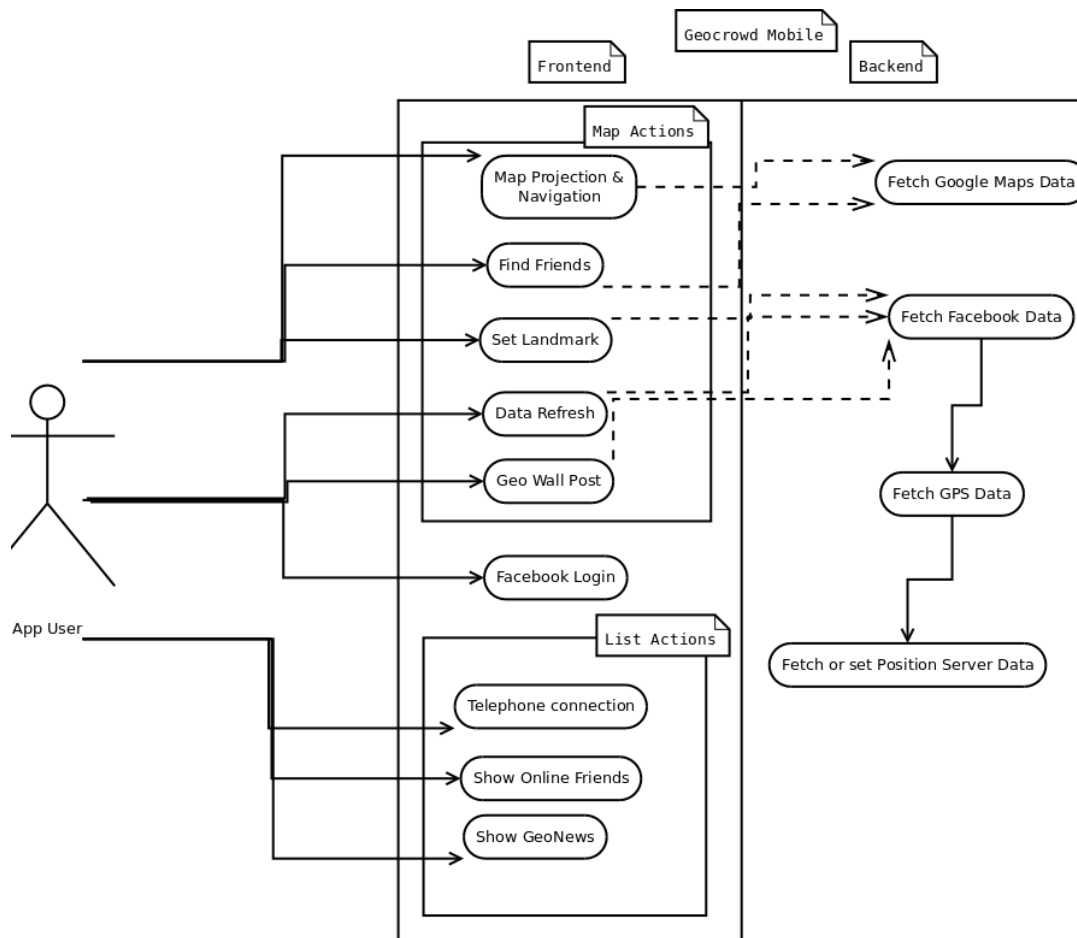 Geocrowd Mobile
Frontend
Backend
Map Actions
Map Projection &
Navigation
Fetch Google Maps Data
Find Friends
Set Landmark
Fetch Facebook Data
Data Refresh
Geo Wall Post
Fetch GPS Data
Facebook Login
App User
List Actions
Fetch or set Position Server Data
Telephone connection
Show Online Friends
Show GeoNews